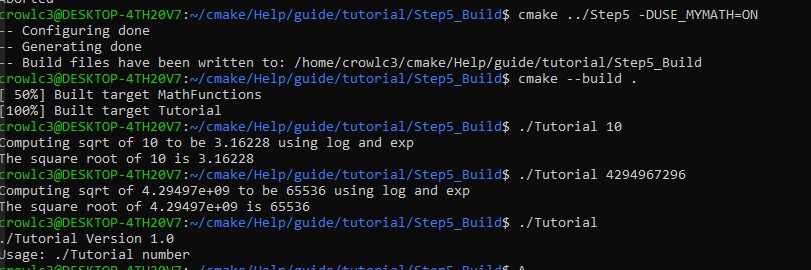 Aborted
crowlc3@DESKTOP-4TH20V7:~/cmake/Help/guide/tutorial/Step5_Build$ cmake ../Step5 -DUSE_MYMATH=ON
-- Configuring done
-- Generating done
-- Build files have been written to: /home/crowlc3/cmake/Help/guide/tutorial/Step5_Build
crowlc3@DESKTOP-4TH20V7:~/cmake/Help/guide/tutorial/Step5_Build$ cmake --build .
[ 50%] Built target MathFunctions
[100%] Built target Tutorial
crowlc3@DESKTOP-4TH20V7:~/cmake/Help/guide/tutorial/Step5_Build$ ./Tutorial 10
Computing sqrt of 10 to be 3.16228 using log and exp
The square root of 10 is 3.16228
crowlc3@DESKTOP-4TH20V7:~/cmake/Help/guide/tutorial/Step5_Build$ ./Tutorial 4294967296
Computing sqrt of 4.29497e+09 to be 65536 using log and exp
The square root of 4.29497e+09 is 65536
crowlc3@DESKTOP-4TH20V7:~/cmake/Help/guide/tutorial/Step5_Build$ ./Tutorial
./Tutorial Version 1.0
Usage: ./Tutorial number
crowlc3@DESKTOP-4TH20V7:~/cmake/Help/guide/tutorial/Step5_Build$